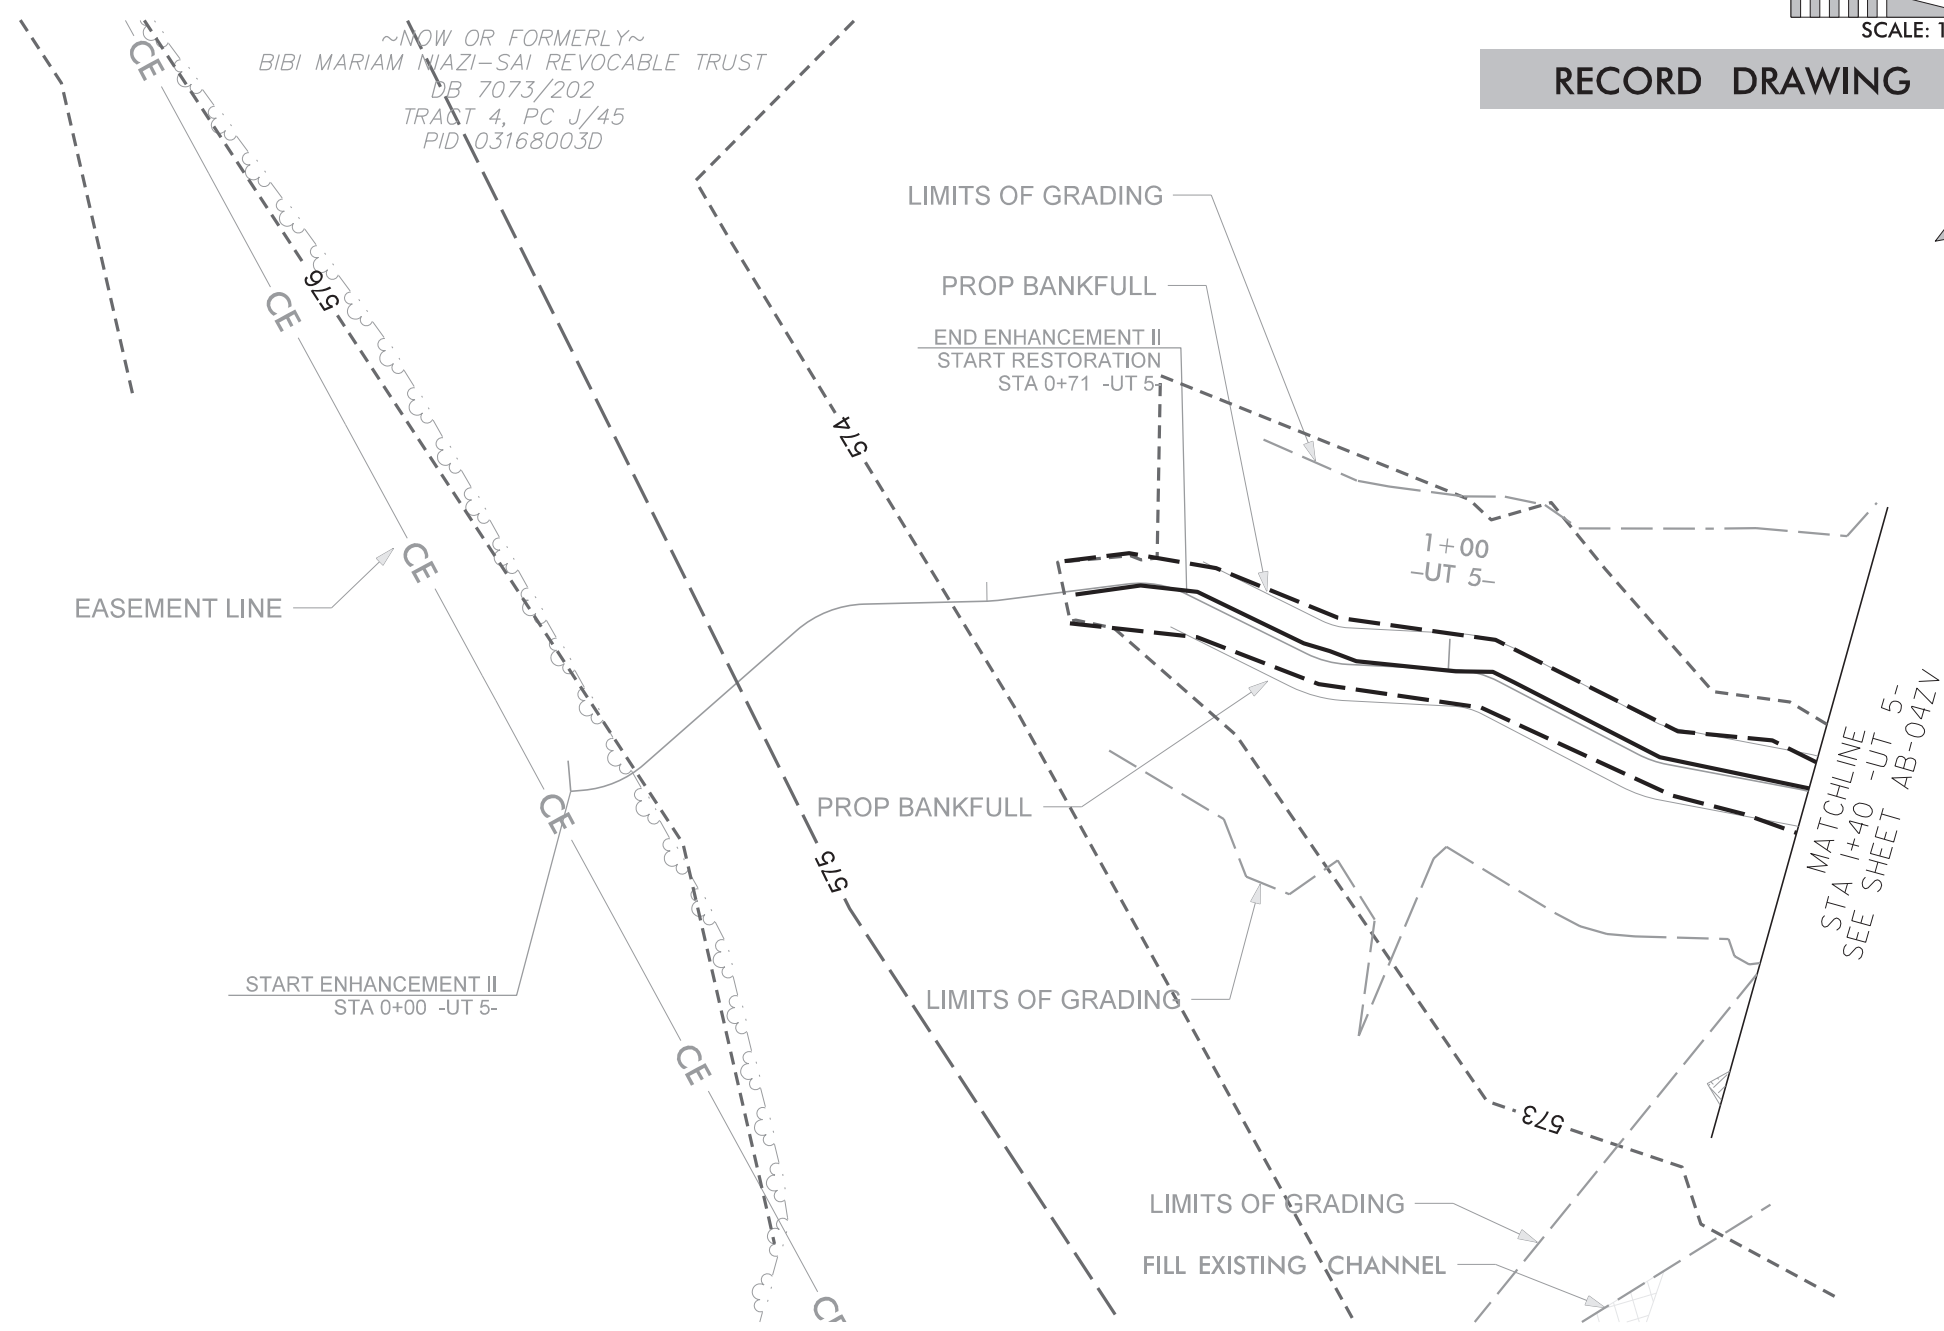 SCALE: 1
RECORD DRAWING
~NOW OR FORMERLY~
BIBI MARIAM NIAZI-SAI REVOCABLE TRUST
DB 7073/202
TRACT 4, PC J/45
PID 03168003D
CE
LIMITS OF GRADING
PROP BANKFULL
576
CE
END ENHANCEMENT II
START RESTORATION
STA 0+71 -UT 5-
574
1+00
-UT 5-
CE
EASEMENT LINE
PROP BANKFULL
CE
575
MATCHLINE
STA 1+40 -UT 5-
SEE SHEET AB-04ZV
START ENHANCEMENT II
STA 0+00 -UT 5-
LIMITS OF GRADING
CE
573
LIMITS OF GRADING
FILL EXISTING CHANNEL
CE